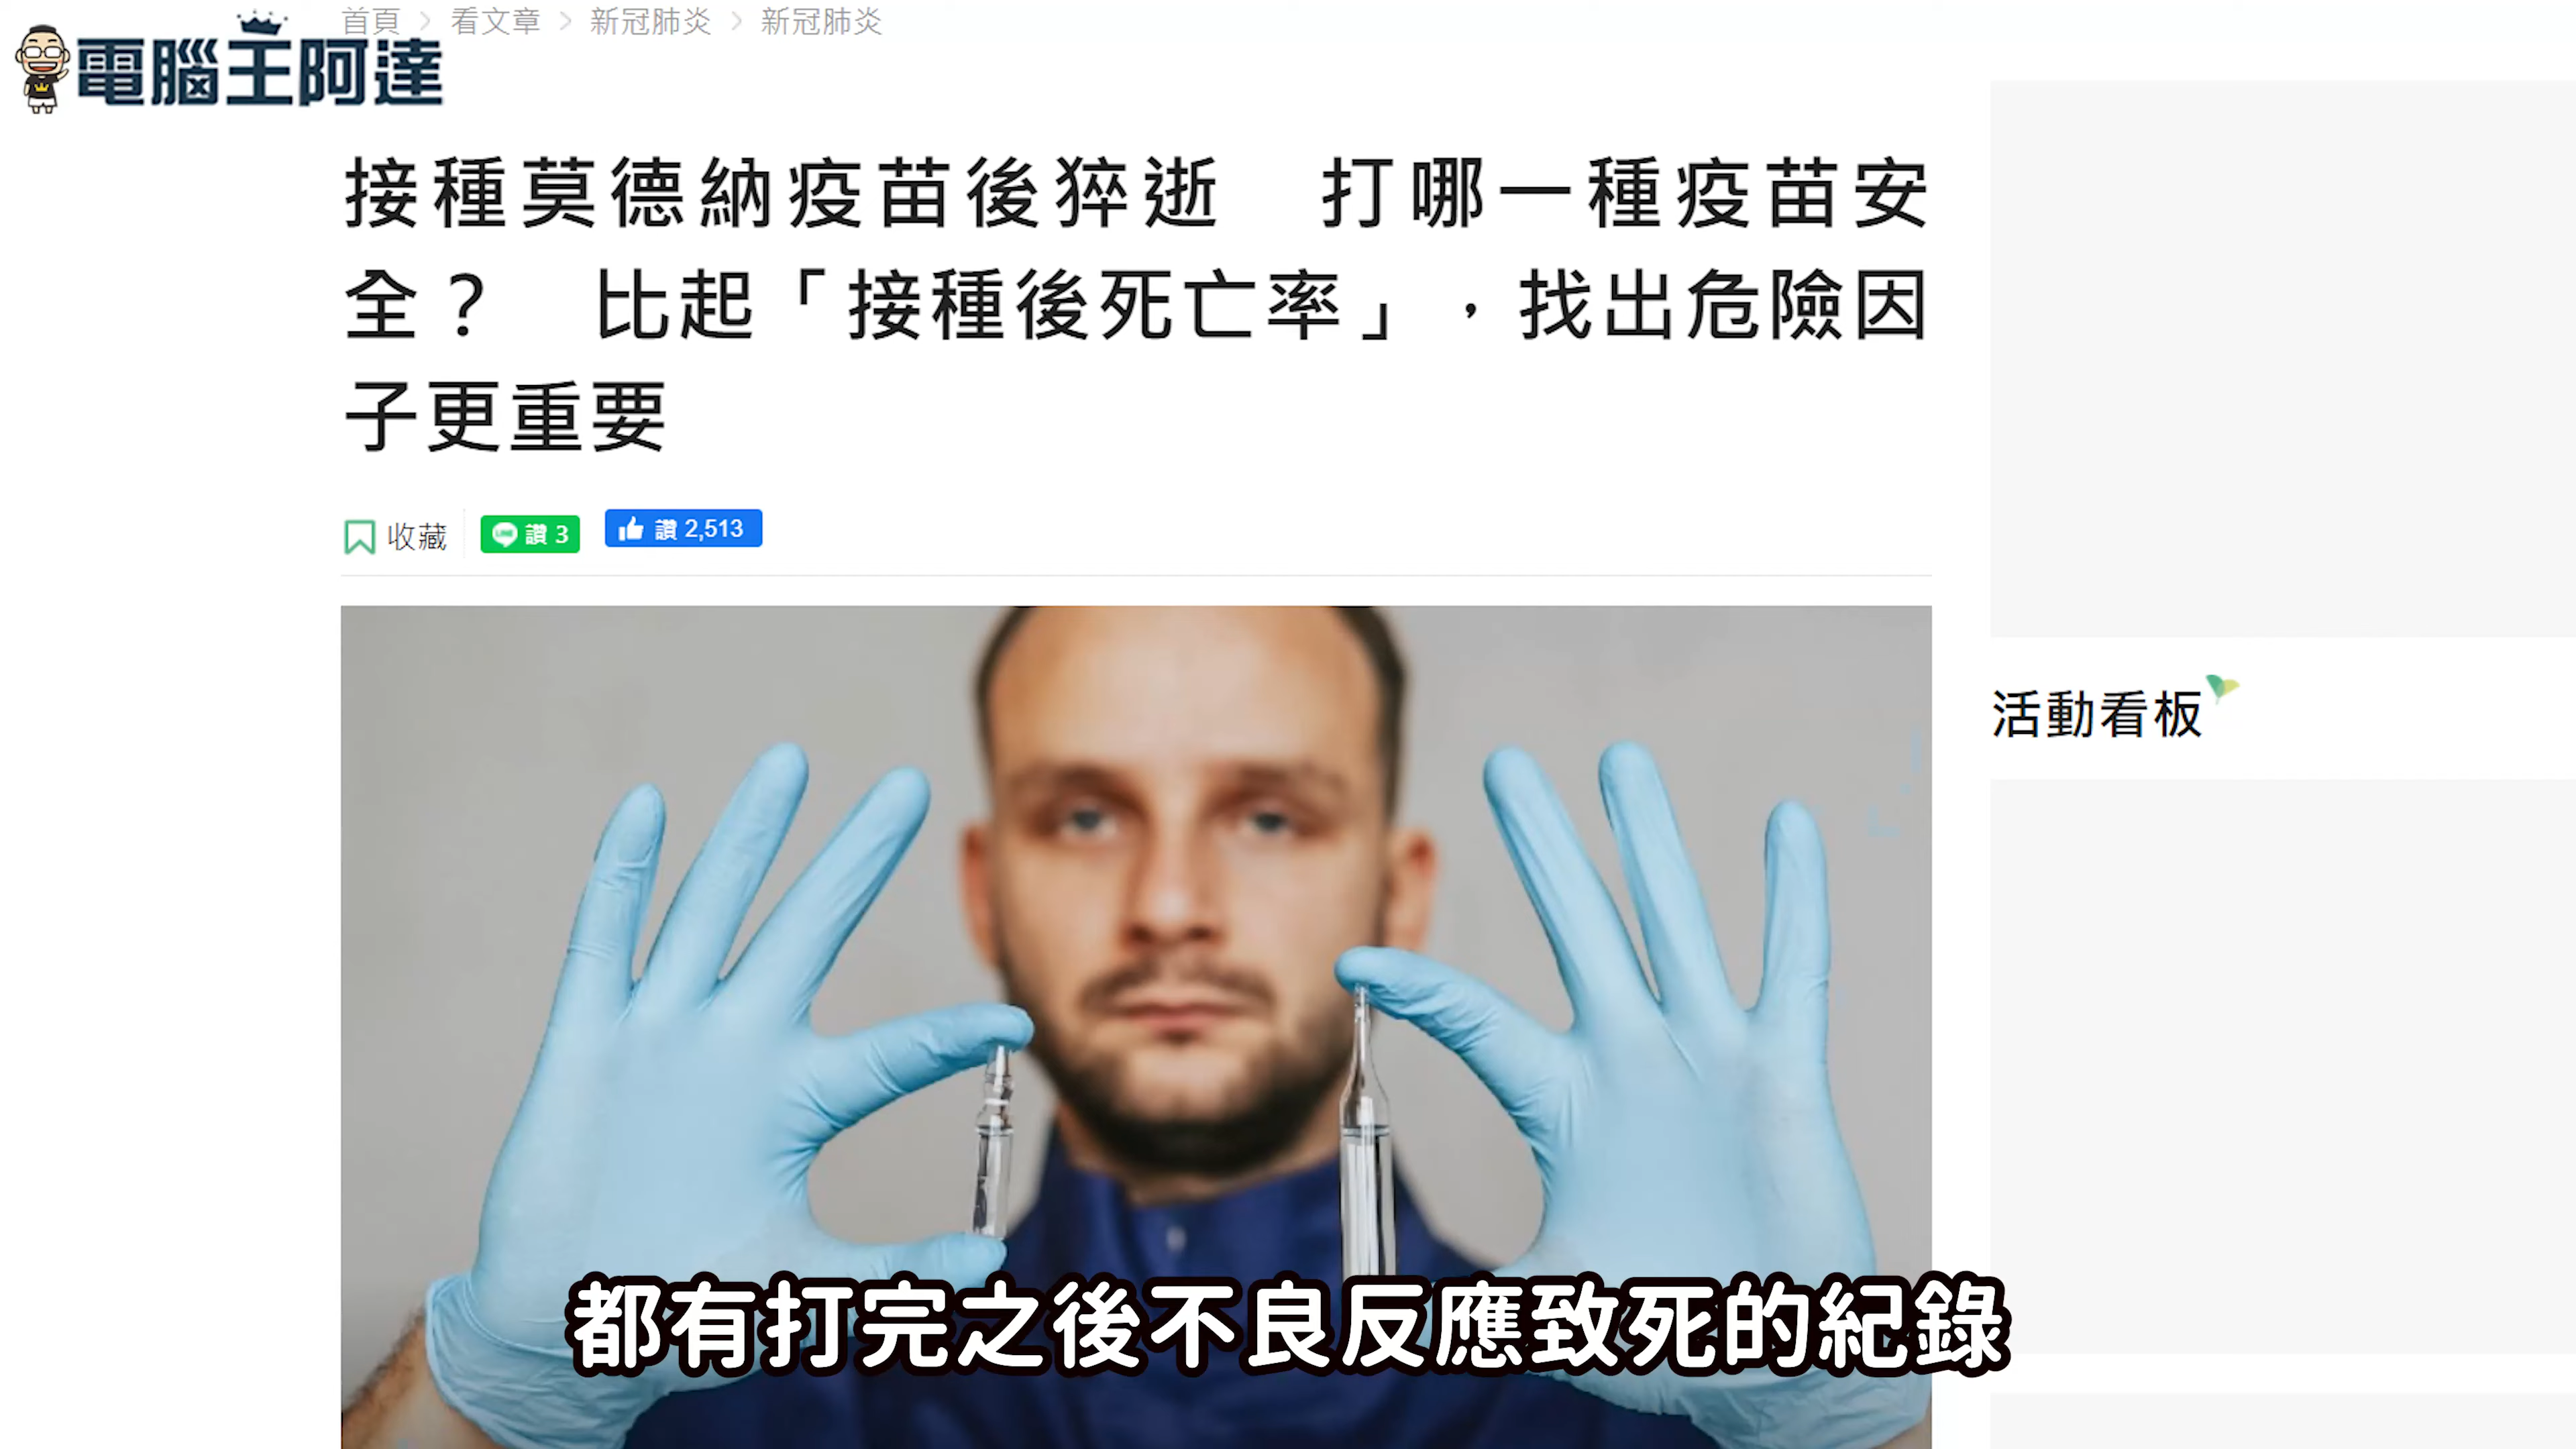 首頁 > 看文章 > 新冠肺炎 > 新冠肺炎
電腦王阿達
接種莫德納疫苗後猝逝　打哪一種疫苗安
全？　比起「接種後死亡率」，找出危險因
子更重要
收藏 讚 3 讚 2,513
活動看板
都有打完之後不良反應致死的紀錄